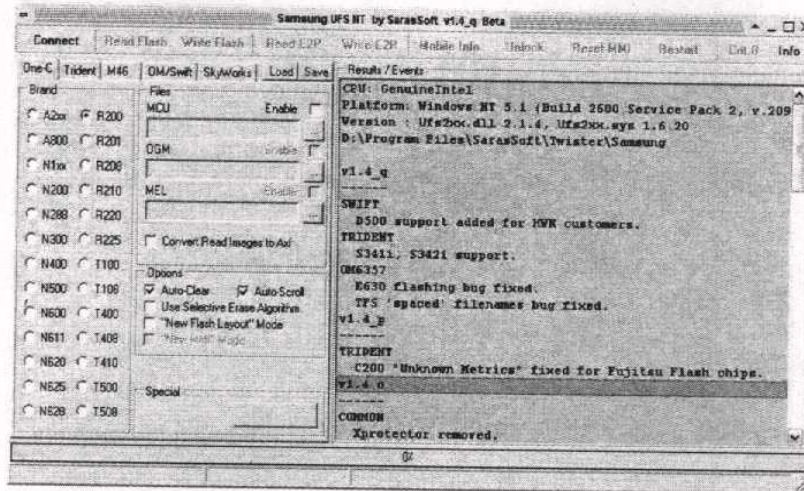 Samsung UFS NT by SarasSoft v1.4_q Beta
Connect Read Flash Write Flash Read E2P Write E2P Mobile Info Unlock Reset MMI Restart Crit.0 Info
One-C Trident M46 OM/Swift SkyWorks Load Save
Brand
A2xx R200
A800 R201
N1xx R208
N200 R210
N288 R220
N300 R225
N400 T100
N500 T108
N600 T400
N611 T408
N620 T410
N625 T500
N628 T508
Files
MCU Enable
...
OGM Enable
...
MEL Enable
...
Convert Read Images to Axf
Options
Auto-Clear Auto-Scroll
Use Selective Erase Algorithm
"New Flash Layout" Mode
Special
Results / Events
CPU: GenuineIntel
Platform: Windows NT 5.1 (Build 2600 Service Pack 2, v.209
Version : Ufs2xx.dll 2.1.4, Ufs2xx.sys 1.6.20
D:\Program Files\SarasSoft\Twister\Samsung
v1.4_q
-------
SWIFT
D500 support added for HWK customers.
TRIDENT
S341i, S342i support.
OM6357
E630 flashing bug fixed.
TFS 'spaced' filenames bug fixed.
v1.4_p
-------
TRIDENT
C200 "Unknown Metrics" fixed for Fujitsu Flash chips.
v1.4_o
-------
COMMON
Xprotector removed.
0%